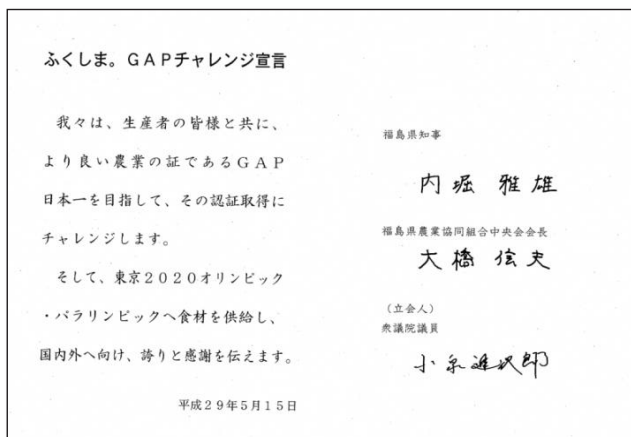 ふくしま。ＧＡＰチャレンジ宣言
我々は、生産者の皆様と共に、
より良い農業の証であるＧＡＰ
日本一を目指して、その認証取得に
チャレンジします。
そして、東京２０２０オリンピック
・パラリンピックへ食材を供給し、
国内外へ向け、誇りと感謝を伝えます。
平成２９年５月１５日
福島県知事
内堀 雅雄
福島県農業協同組合中央会会長
大橋 信夫
（立会人）
衆議院議員
小泉進次郎